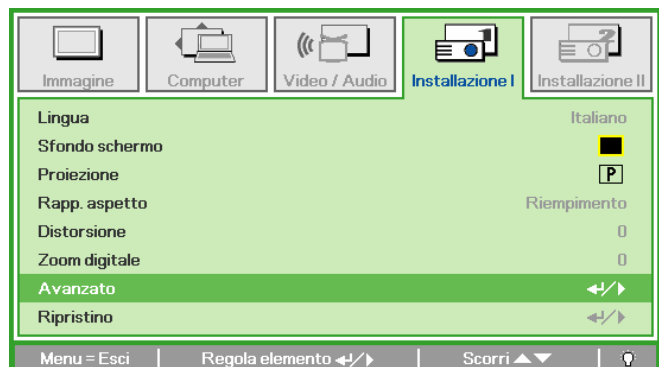 Immagine Computer Video / Audio Installazione I Installazione II
Lingua Italiano
Sfondo schermo
Proiezione P
Rapp. aspetto Riempimento
Distorsione 0
Zoom digitale 0
Avanzato
Ripristino
Menu = Esci Regola elemento Scorri